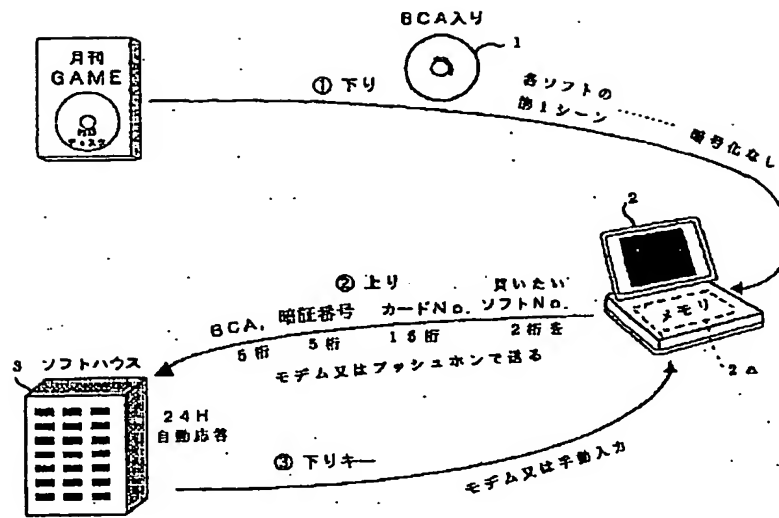 BCA入り
1
月刊
GAME
ディスク
① 下り
各ソフトの
第1シーン
暗号化なし
2
メモリ
2a
② 上り
買いたい
BCA, 暗証番号 カードNo. ソフトNo.
5桁 5桁 16桁 2桁を
モデム又はプッシュホンで送る
3 ソフトハウス
24H
自動応答
③ 下りキー
モデム又は手動入力